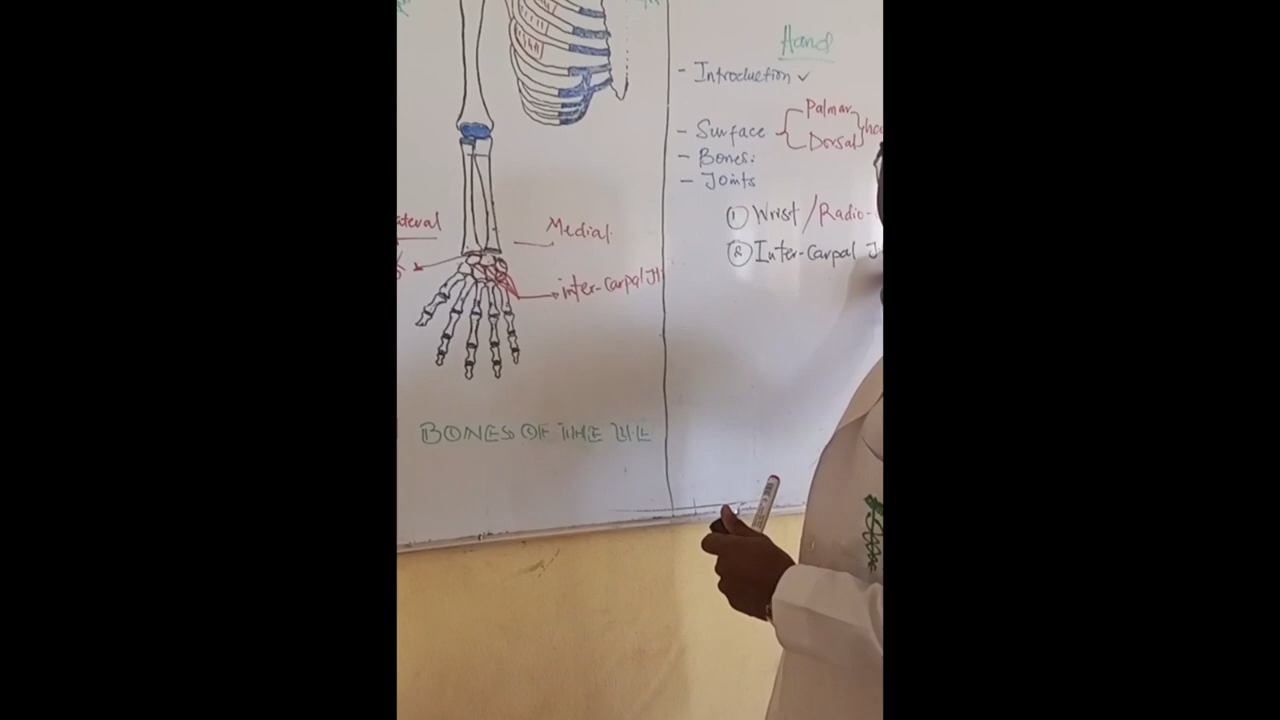 Medial
inter-carpal Jt
BONES OF THE UL
Hand
- Introduction ✓
- Surface
Palmar
Dorsal
- Bones:
- Joints
① Wrist / Radio-
② Inter-carpal J